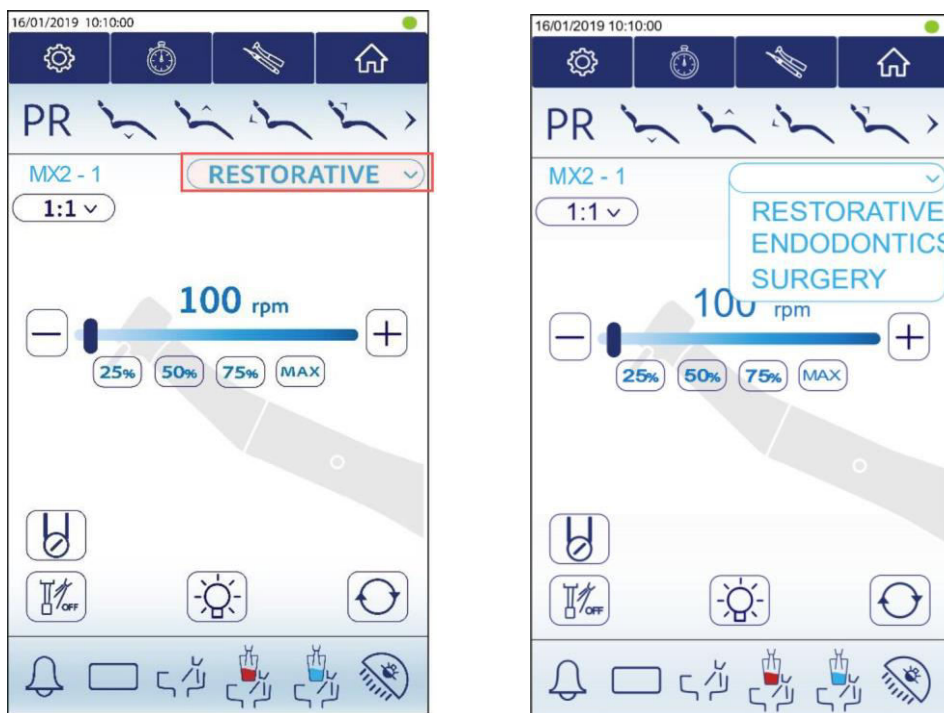 16/01/2019 10:10:00
PR
MX2 - 1
RESTORATIVE
1:1
100 rpm
25% 50% 75% MAX
OFF
16/01/2019 10:10:00
PR
MX2 - 1
1:1
RESTORATIVE
ENDODONTICS
SURGERY
100 rpm
25% 50% 75% MAX
OFF